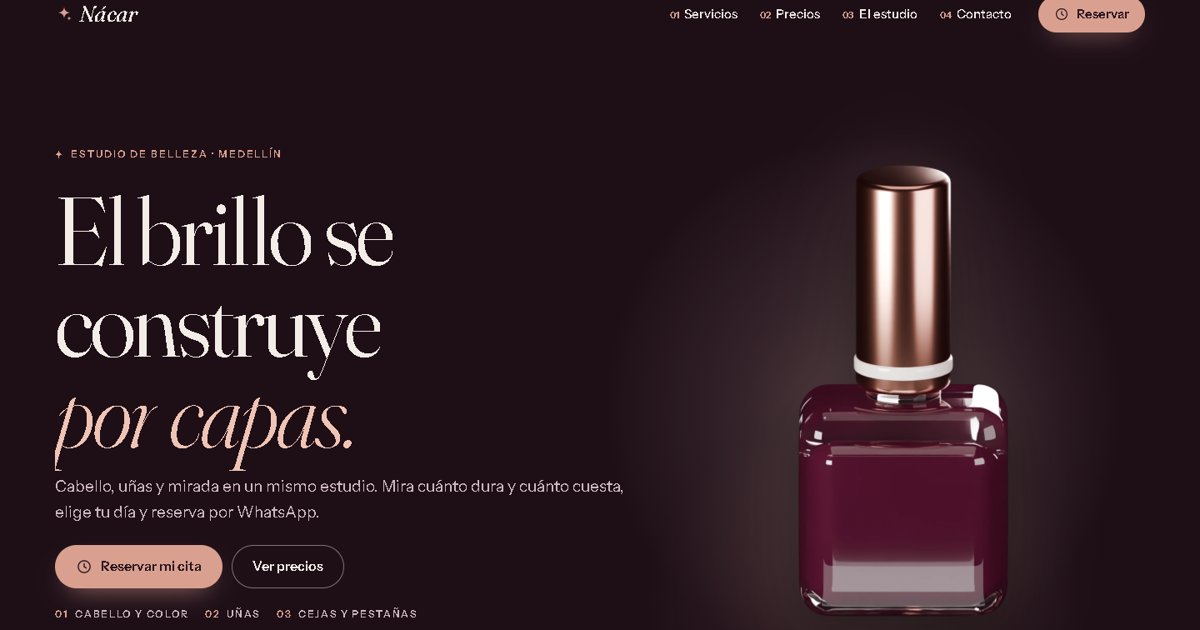 Nácar
01 Servicios 02 Precios 03 El estudio 04 Contacto Reservar
ESTUDIO DE BELLEZA · MEDELLÍN
El brillo se
construye
por capas.
Cabello, uñas y mirada en un mismo estudio. Mira cuánto dura y cuánto cuesta,
elige tu día y reserva por WhatsApp.
Reservar mi cita Ver precios
01 CABELLO Y COLOR 02 UÑAS 03 CEJAS Y PESTAÑAS